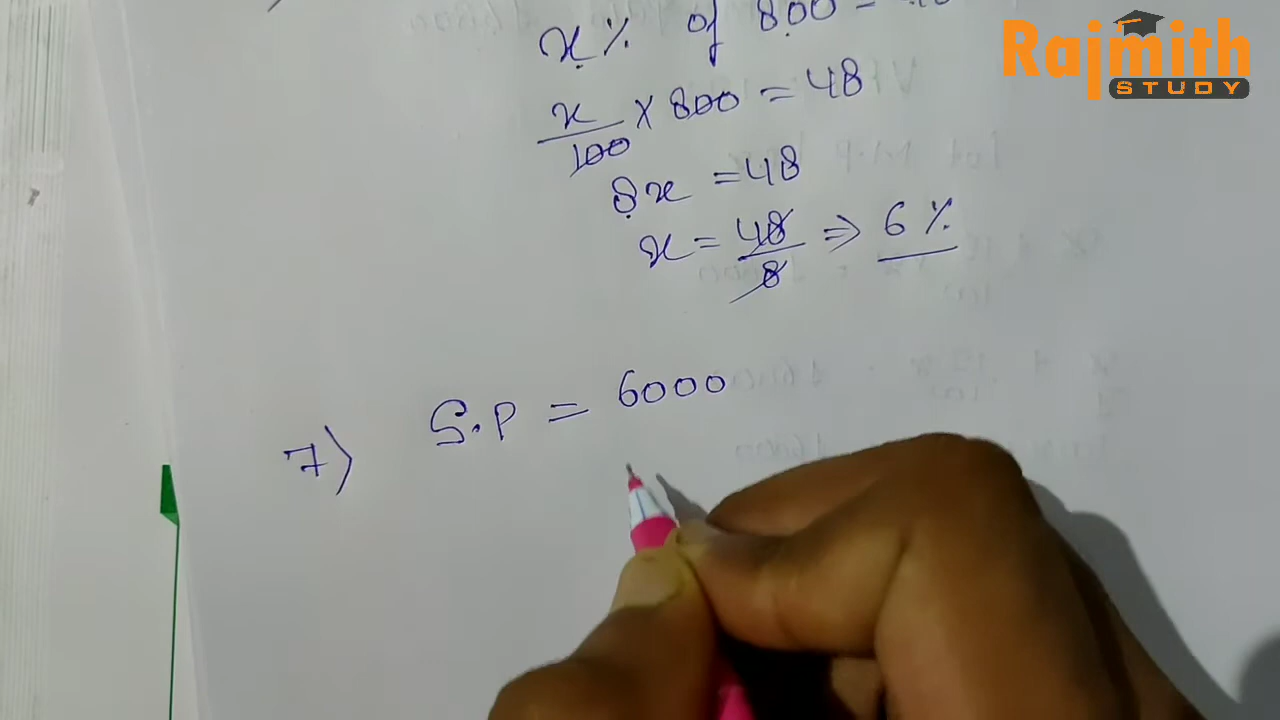 x% of 800 =
Rajmith
STUDY
x/100 × 800 = 48
8x = 48
x = 48/8 ⇒ 6%
7) S.P = 6000